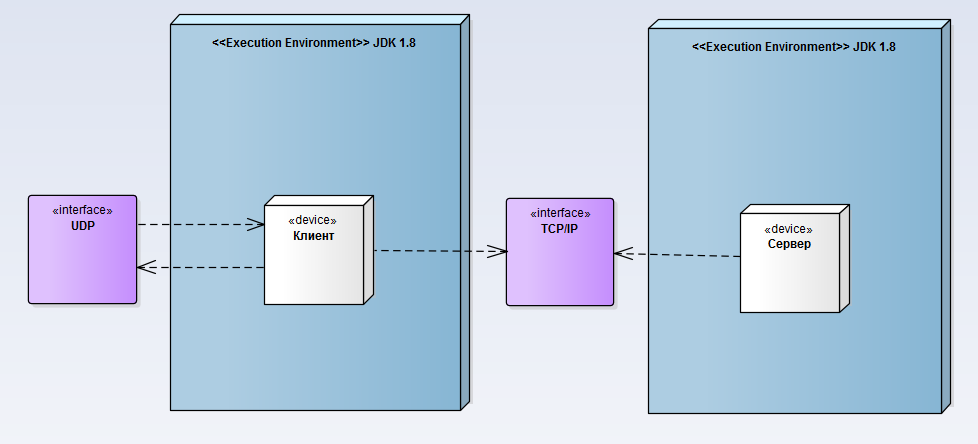 <<Execution Environment>> JDK 1.8
<<Execution Environment>> JDK 1.8
«interface»
UDP
«device»
Клиент
«interface»
TCP/IP
«device»
Сервер